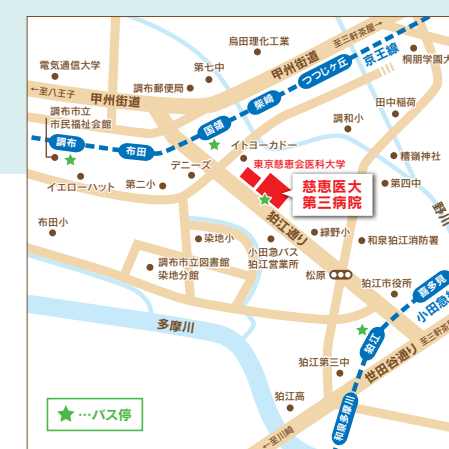 烏田理化工業
至三軒茶屋→
電気通信大学
第七中
甲州街道
京王線
桐朋学園大
つつじヶ丘
←至八王子
甲州街道
調布郵便局
柴崎
田中稲荷
調布市立
市民福祉会館
国領
調和小
調布
布田
イトーヨーカドー
糟嶺神社
デニーズ
東京慈恵会医科大学
イエローハット
第二小
慈恵医大
第三病院
第四中
野川
布田小
狛江通り
染地小
緑野小
和泉狛江消防署
小田急バス
狛江営業所
調布市立図書館
染地分館
松原
狛江市役所
喜多見
小田急線
多摩川
狛江
至三軒茶
世田谷通り
狛江第三中
狛江高
和泉多摩川
…バス停
←至川崎